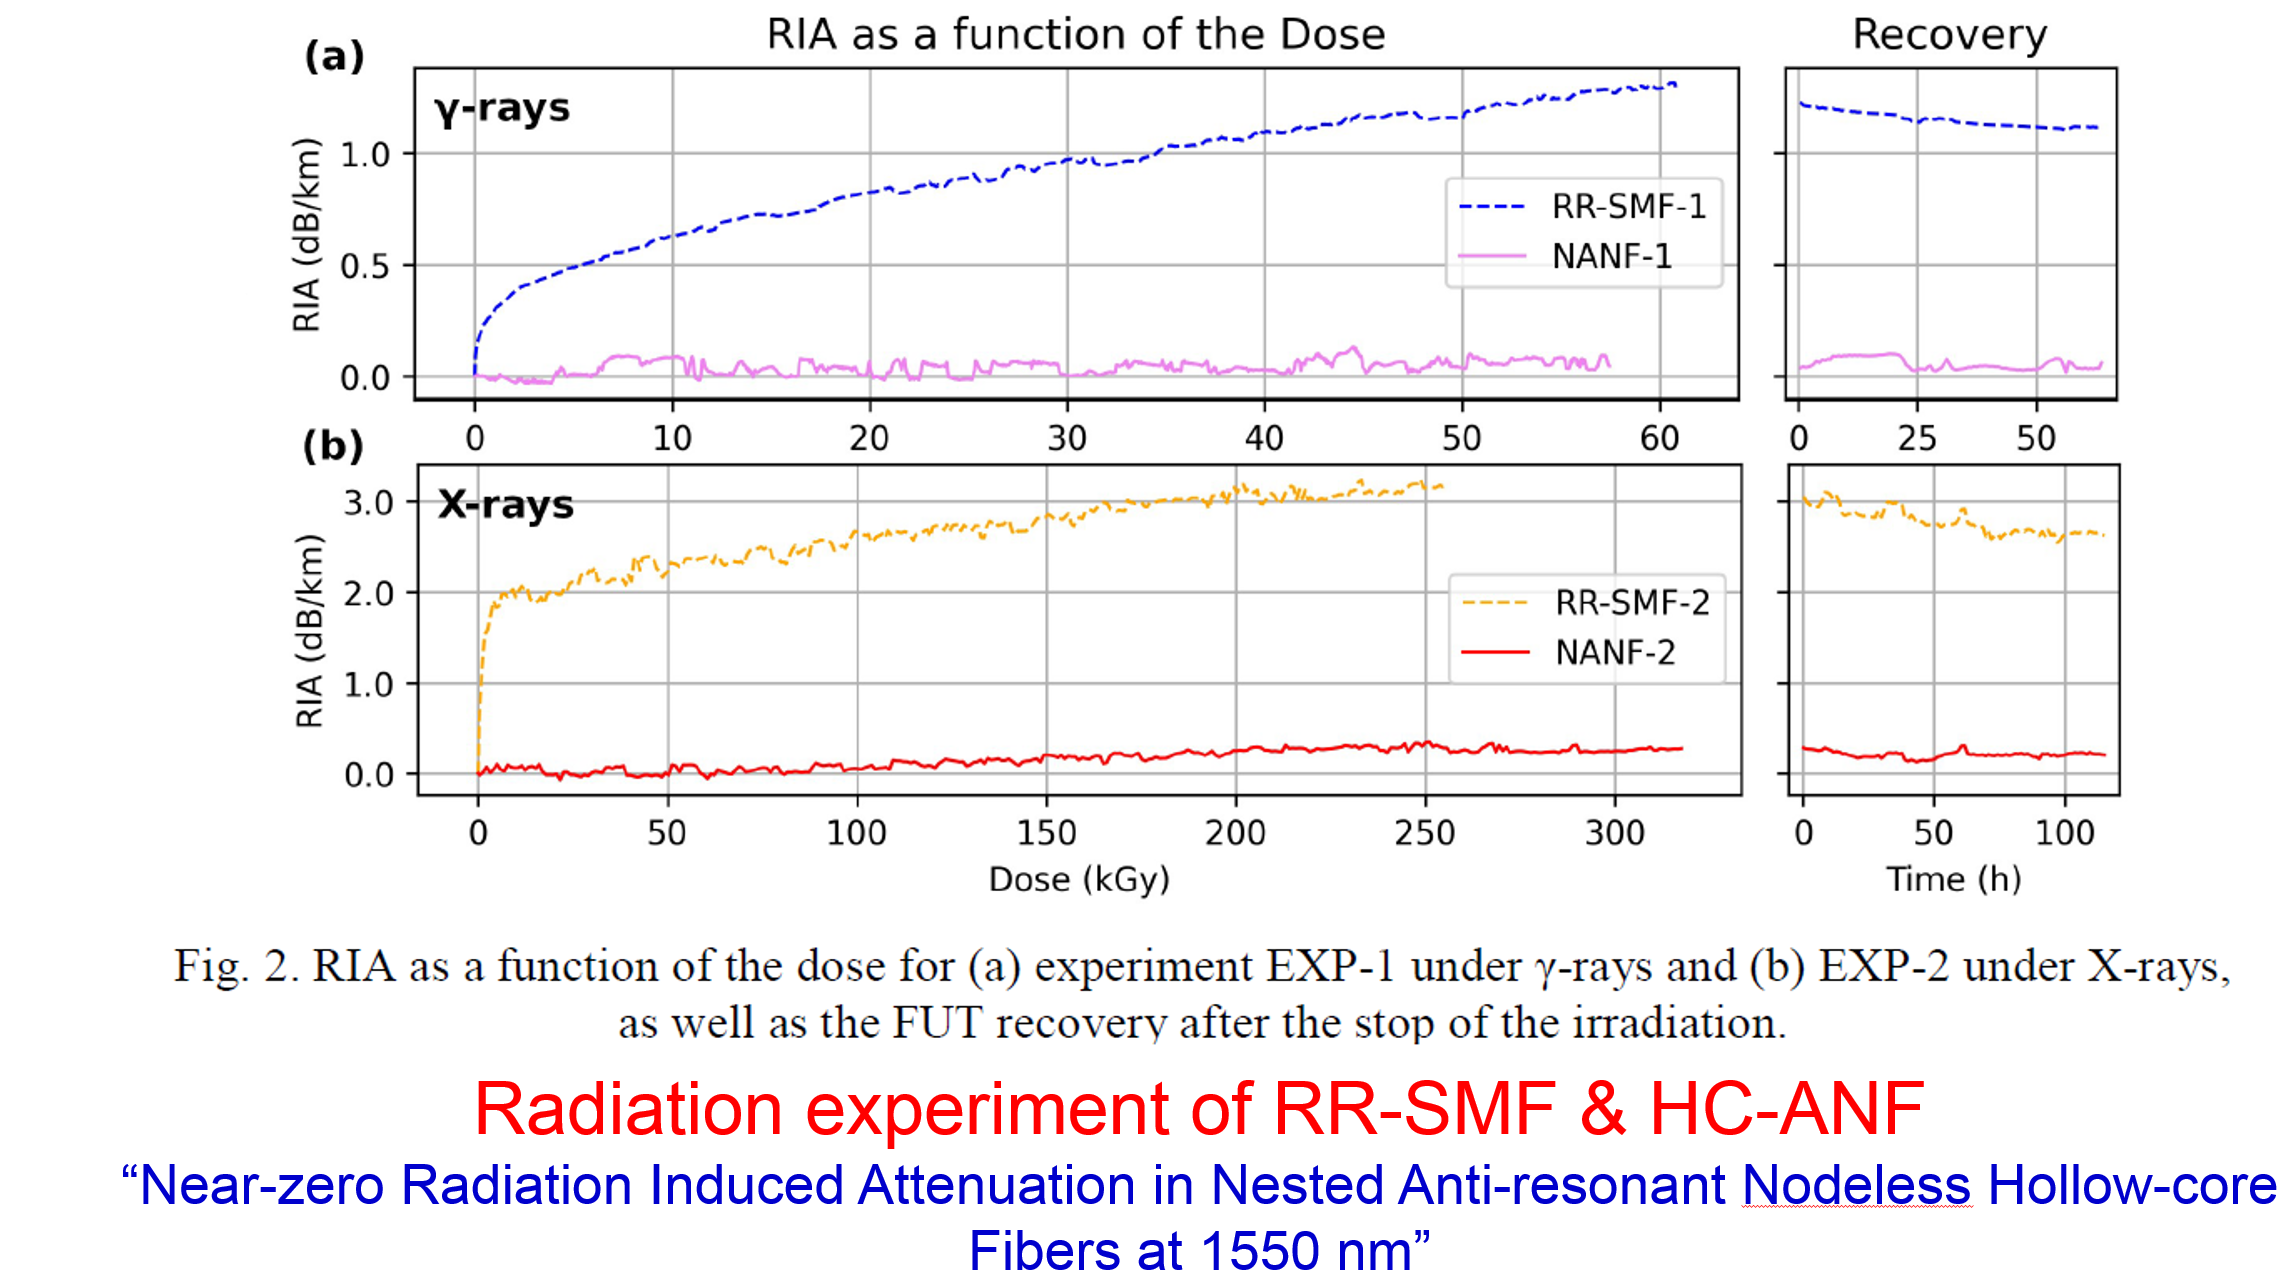 RIA as a function of the Dose
Recovery
(a)
γ-rays
RIA (dB/km)
1.0
0.5
0.0
RR-SMF-1
NANF-1
0 10 20 30 40 50 60
0 25 50
(b)
X-rays
RIA (dB/km)
3.0
2.0
1.0
0.0
RR-SMF-2
NANF-2
0 50 100 150 200 250 300
0 50 100
Dose (kGy)
Time (h)
Fig. 2. RIA as a function of the dose for (a) experiment EXP-1 under γ-rays and (b) EXP-2 under X-rays,
as well as the FUT recovery after the stop of the irradiation.
Radiation experiment of RR-SMF & HC-ANF
“Near-zero Radiation Induced Attenuation in Nested Anti-resonant Nodeless Hollow-core
Fibers at 1550 nm”